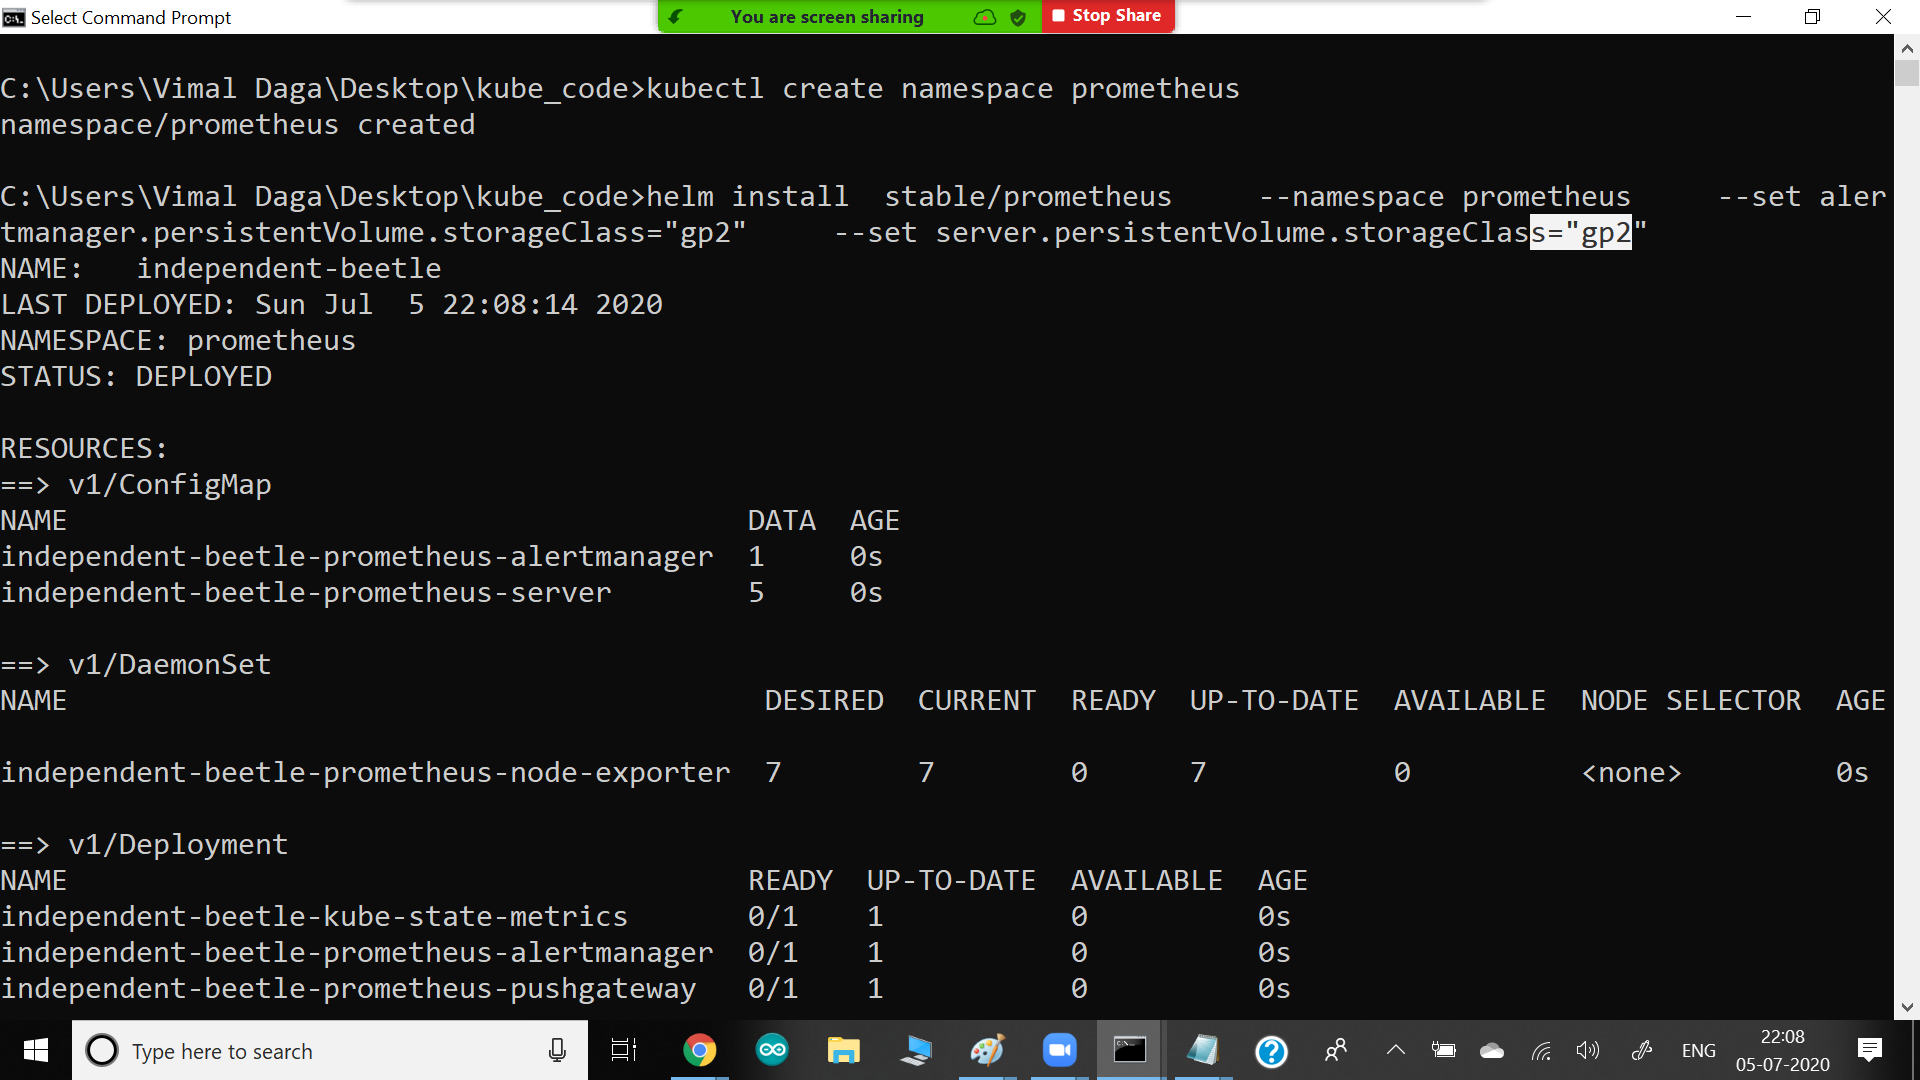 Select Command Prompt
You are screen sharing
Stop Share
C:\Users\Vimal Daga\Desktop\kube_code>kubectl create namespace prometheus
namespace/prometheus created
C:\Users\Vimal Daga\Desktop\kube_code>helm install  stable/prometheus     --namespace prometheus     --set aler
tmanager.persistentVolume.storageClass="gp2"     --set server.persistentVolume.storageClass="gp2"
NAME:   independent-beetle
LAST DEPLOYED: Sun Jul  5 22:08:14 2020
NAMESPACE: prometheus
STATUS: DEPLOYED
RESOURCES:
==> v1/ConfigMap
NAME                                        DATA  AGE
independent-beetle-prometheus-alertmanager  1     0s
independent-beetle-prometheus-server        5     0s
==> v1/DaemonSet
NAME                                         DESIRED  CURRENT  READY  UP-TO-DATE  AVAILABLE  NODE SELECTOR  AGE
independent-beetle-prometheus-node-exporter  7        7        0      7           0          <none>         0s
==> v1/Deployment
NAME                                        READY  UP-TO-DATE  AVAILABLE  AGE
independent-beetle-kube-state-metrics       0/1    1           0          0s
independent-beetle-prometheus-alertmanager  0/1    1           0          0s
independent-beetle-prometheus-pushgateway   0/1    1           0          0s
Type here to search
ENG
22:08
05-07-2020